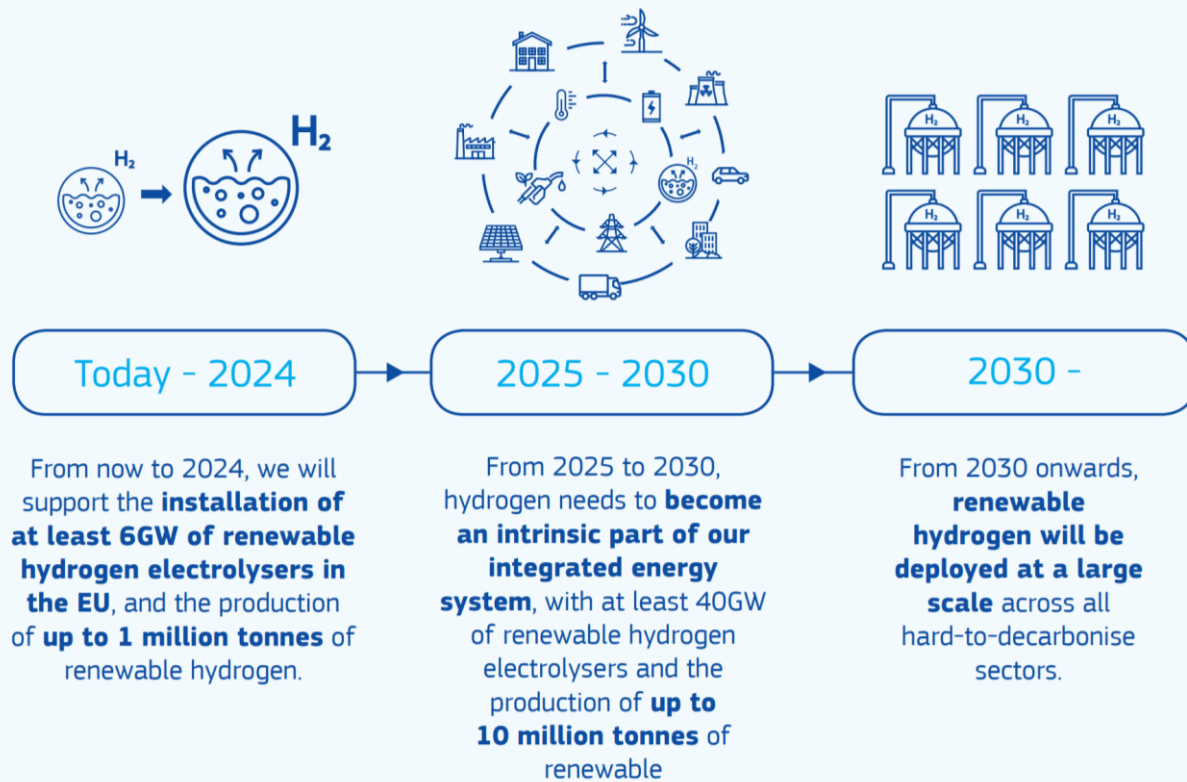 H₂
H₂
H₂
H₂
H₂
H₂
H₂
H₂
H₂
Today - 2024
2025 - 2030
2030 -
From now to 2024, we will
support the installation of
at least 6GW of renewable
hydrogen electrolysers in
the EU, and the production
of up to 1 million tonnes of
renewable hydrogen.
From 2025 to 2030,
hydrogen needs to become
an intrinsic part of our
integrated energy
system, with at least 40GW
of renewable hydrogen
electrolysers and the
production of up to
10 million tonnes of
renewable
From 2030 onwards,
renewable
hydrogen will be
deployed at a large
scale across all
hard-to-decarbonise
sectors.